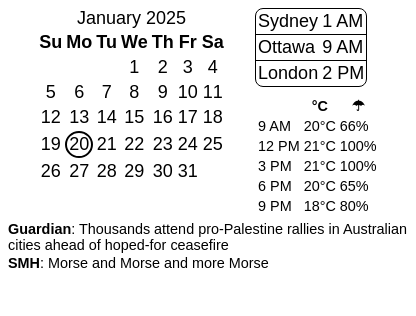 January 2025
Su Mo Tu We Th Fr Sa
1 2 3 4
5 6 7 8 9 10 11
12 13 14 15 16 17 18
19 20 21 22 23 24 25
26 27 28 29 30 31
Sydney 1 AM
Ottawa 9 AM
London 2 PM
°C ☂
9 AM 20°C 66%
12 PM 21°C 100%
3 PM 21°C 100%
6 PM 20°C 65%
9 PM 18°C 80%
Guardian: Thousands attend pro-Palestine rallies in Australian
cities ahead of hoped-for ceasefire
SMH: Morse and Morse and more Morse